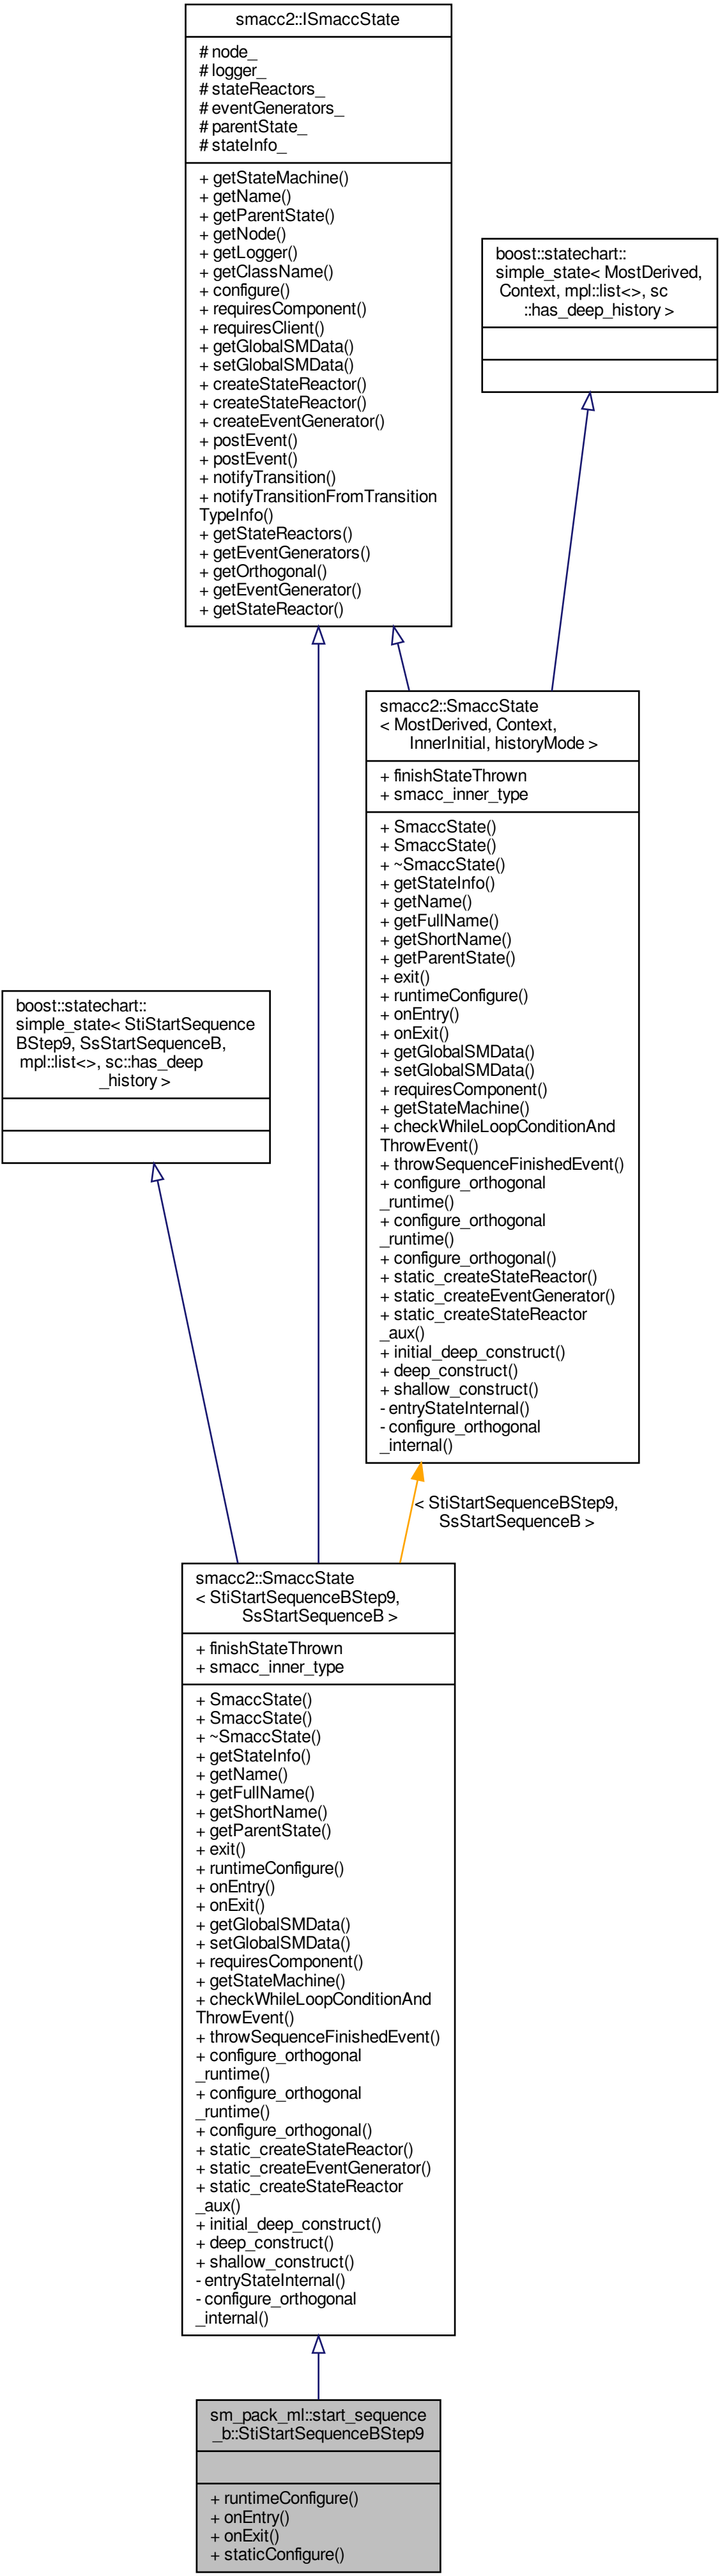 smacc2::ISmaccState
# node_
# logger_
# stateReactors_
# eventGenerators_
# parentState_
# stateInfo_
+ getStateMachine()
+ getName()
+ getParentState()
+ getNode()
+ getLogger()
+ getClassName()
+ configure()
+ requiresComponent()
+ requiresClient()
+ getGlobalSMData()
+ setGlobalSMData()
+ createStateReactor()
+ createStateReactor()
+ createEventGenerator()
+ postEvent()
+ postEvent()
+ notifyTransition()
+ notifyTransitionFromTransition
TypeInfo()
+ getStateReactors()
+ getEventGenerators()
+ getOrthogonal()
+ getEventGenerator()
+ getStateReactor()
boost::statechart::
simple_state< MostDerived,
Context, mpl::list<>, sc
::has_deep_history >
smacc2::SmaccState
< MostDerived, Context,
InnerInitial, historyMode >
+ finishStateThrown
+ smacc_inner_type
+ SmaccState()
+ SmaccState()
+ ~SmaccState()
+ getStateInfo()
+ getName()
+ getFullName()
+ getShortName()
+ getParentState()
+ exit()
+ runtimeConfigure()
+ onEntry()
+ onExit()
+ getGlobalSMData()
+ setGlobalSMData()
+ requiresComponent()
+ getStateMachine()
+ checkWhileLoopConditionAnd
ThrowEvent()
+ throwSequenceFinishedEvent()
+ configure_orthogonal
_runtime()
+ configure_orthogonal
_runtime()
+ configure_orthogonal()
+ static_createStateReactor()
+ static_createEventGenerator()
+ static_createStateReactor
_aux()
+ initial_deep_construct()
+ deep_construct()
+ shallow_construct()
- entryStateInternal()
- configure_orthogonal
_internal()
boost::statechart::
simple_state< StiStartSequence
BStep9, SsStartSequenceB,
mpl::list<>, sc::has_deep
_history >
< StiStartSequenceBStep9,
SsStartSequenceB >
smacc2::SmaccState
< StiStartSequenceBStep9,
SsStartSequenceB >
+ finishStateThrown
+ smacc_inner_type
+ SmaccState()
+ SmaccState()
+ ~SmaccState()
+ getStateInfo()
+ getName()
+ getFullName()
+ getShortName()
+ getParentState()
+ exit()
+ runtimeConfigure()
+ onEntry()
+ onExit()
+ getGlobalSMData()
+ setGlobalSMData()
+ requiresComponent()
+ getStateMachine()
+ checkWhileLoopConditionAnd
ThrowEvent()
+ throwSequenceFinishedEvent()
+ configure_orthogonal
_runtime()
+ configure_orthogonal
_runtime()
+ configure_orthogonal()
+ static_createStateReactor()
+ static_createEventGenerator()
+ static_createStateReactor
_aux()
+ initial_deep_construct()
+ deep_construct()
+ shallow_construct()
- entryStateInternal()
- configure_orthogonal
_internal()
sm_pack_ml::start_sequence
_b::StiStartSequenceBStep9
+ runtimeConfigure()
+ onEntry()
+ onExit()
+ staticConfigure()